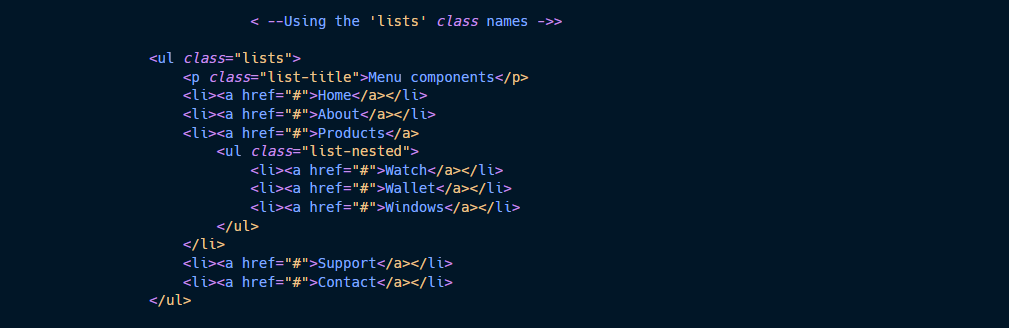 < --Using the 'lists' class names ->>
<ul class="lists">
<p class="list-title">Menu components</p>
<li><a href="#">Home</a></li>
<li><a href="#">About</a></li>
<li><a href="#">Products</a>
<ul class="list-nested">
<li><a href="#">Watch</a></li>
<li><a href="#">Wallet</a></li>
<li><a href="#">Windows</a></li>
</ul>
</li>
<li><a href="#">Support</a></li>
<li><a href="#">Contact</a></li>
</ul>